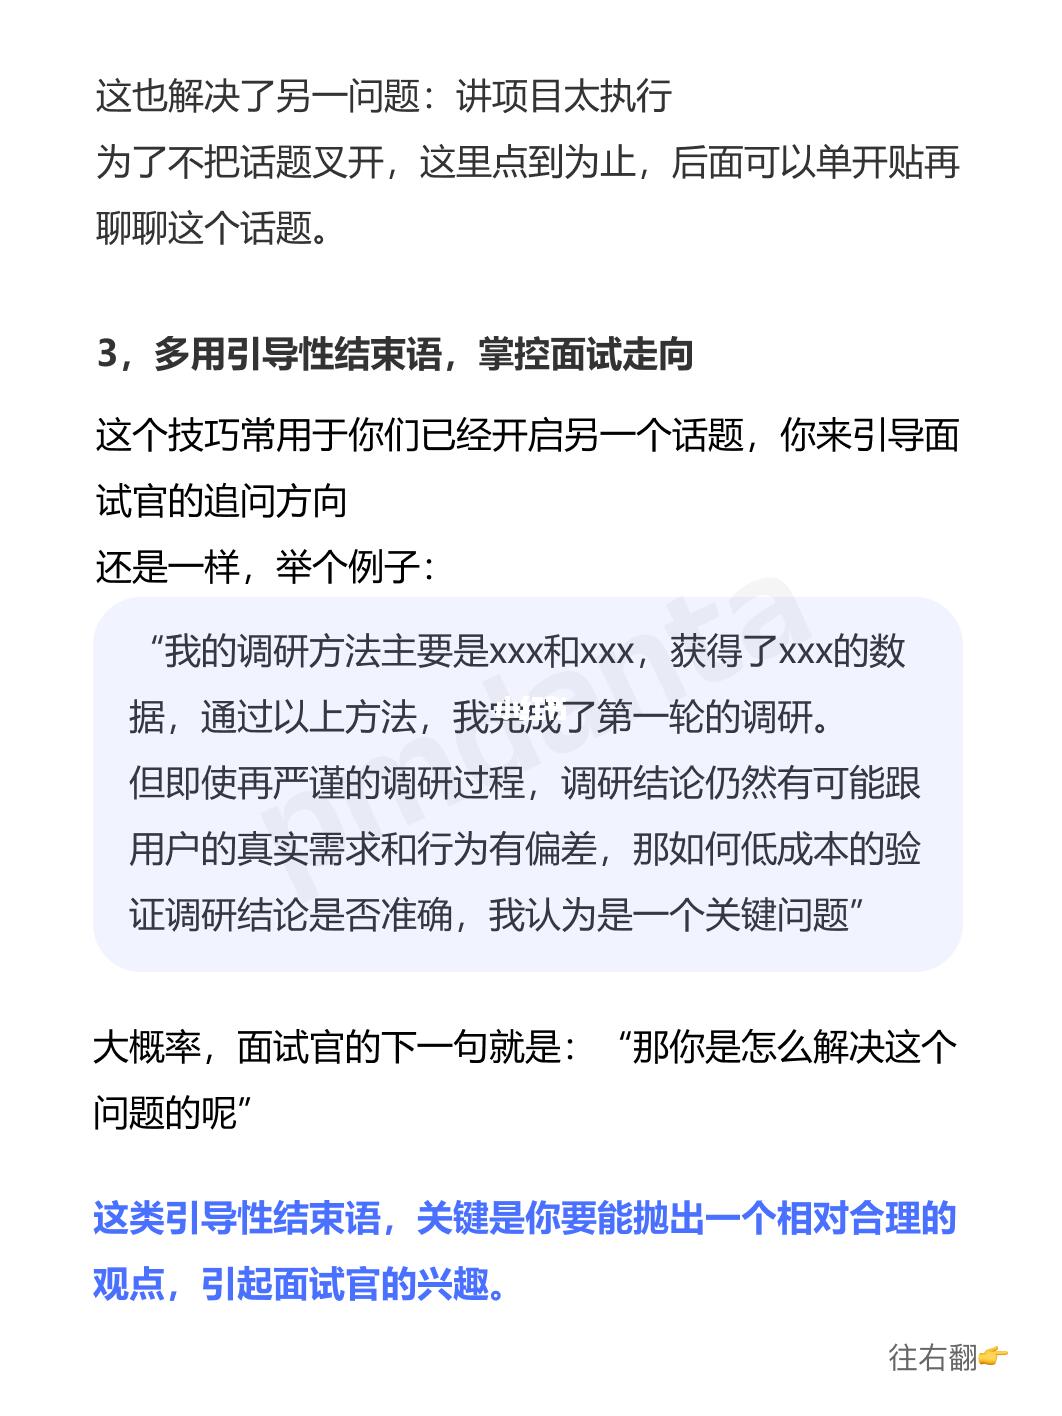 这也解决了另一问题：讲项目太执行
为了不把话题叉开，这里点到为止，后面可以单开贴再
聊聊这个话题。
3，多用引导性结束语，掌控面试走向
这个技巧常用于你们已经开启另一个话题，你来引导面
试官的追问方向
还是一样，举个例子：
“我的调研方法主要是xxx和xxx，获得了xxx的数
据，通过以上方法，我完成了第一轮的调研。
小红书
但即使再严谨的调研过程，调研结论仍然有可能跟
用户的真实需求和行为有偏差，那如何低成本的验
证调研结论是否准确，我认为是一个关键问题”
pmdanta
大概率，面试官的下一句就是：“那你是怎么解决这个
问题的呢”
这类引导性结束语，关键是你要能抛出一个相对合理的
观点，引起面试官的兴趣。
往右翻👉